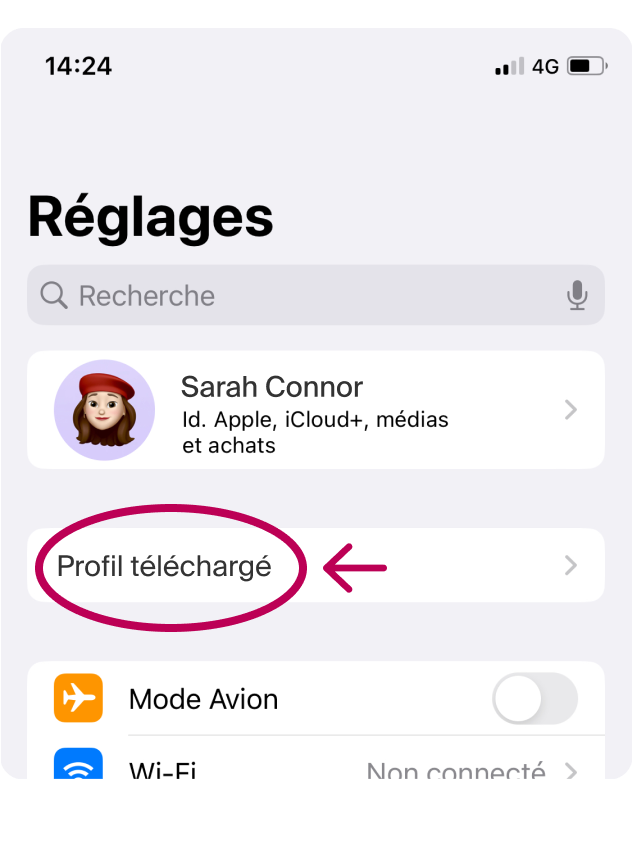 14:24
4G
Réglages
Recherche
Sarah Connor
Id. Apple, iCloud+, médias
et achats
Profil téléchargé
Mode Avion
Wi-Fi
Non connecté